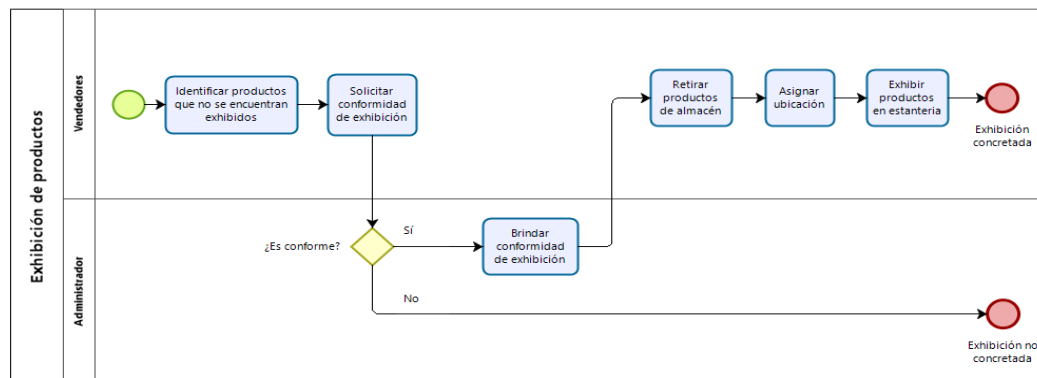 Exhibición de productos
Vendedores
Identificar productos
que no se encuentran
exhibidos
Solicitar
conformidad
de exhibición
Retirar
productos
de almacén
Asignar
ubicación
Exhibir
productos
en estanteria
Exhibición
concretada
Administrador
¿Es conforme?
Sí
Brindar
conformidad
de exhibición
No
Exhibición no
concretada